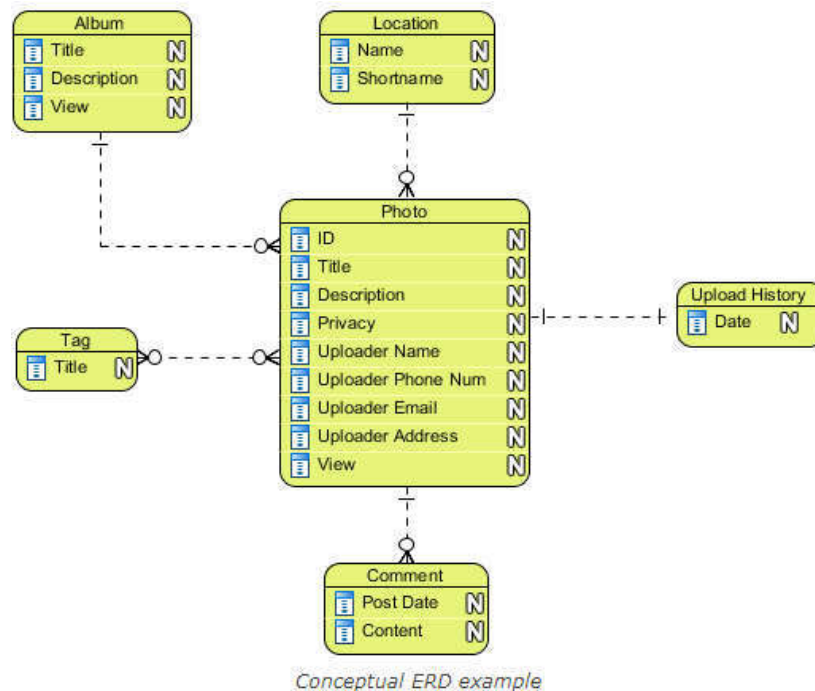 Album
Title N
Description N
View N
Location
Name N
Shortname N
Photo
ID N
Title N
Description N
Privacy N
Uploader Name N
Uploader Phone Num N
Uploader Email N
Uploader Address N
View N
Upload History
Date N
Tag
Title N
Comment
Post Date N
Content N
Conceptual ERD example